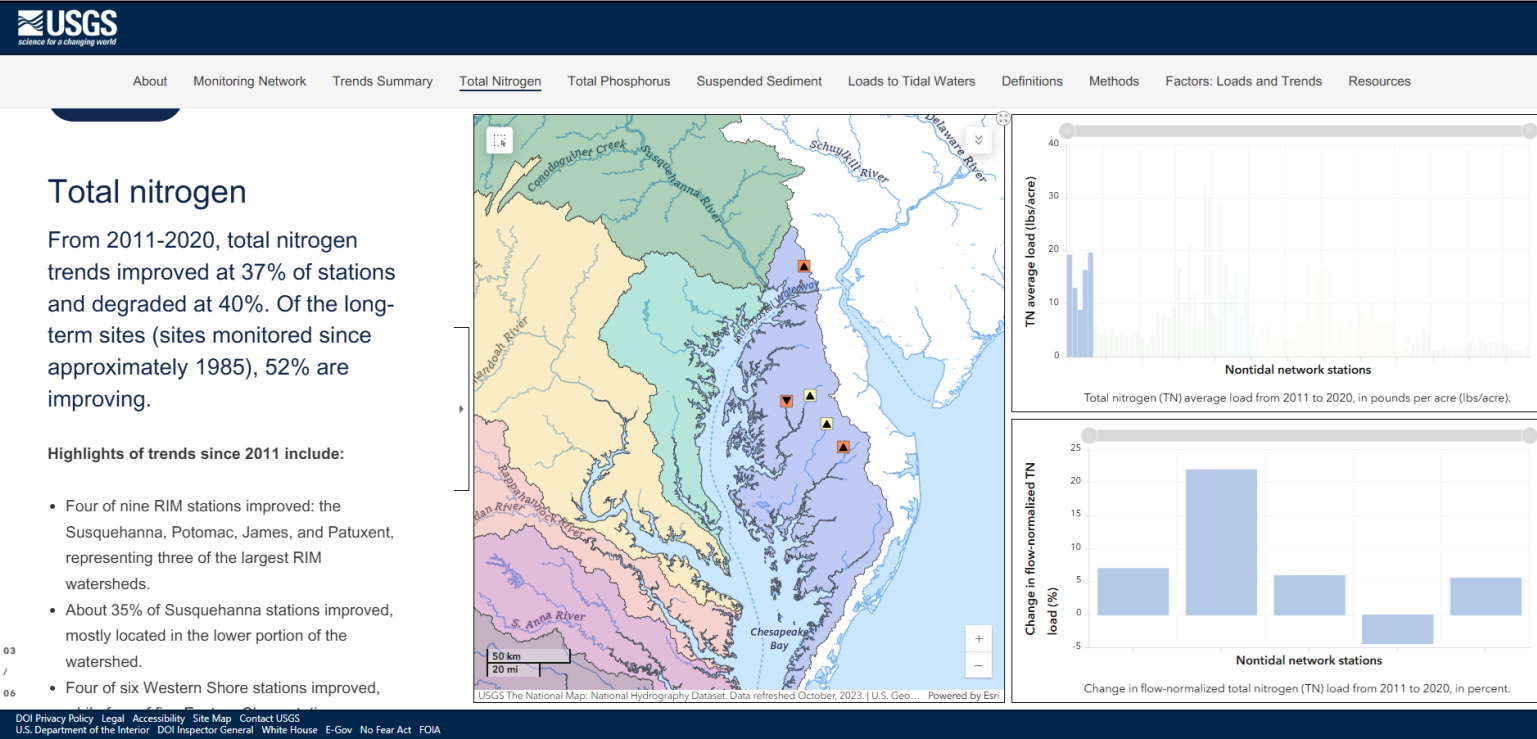 USGS
science for a changing world
About Monitoring Network Trends Summary Total Nitrogen Total Phosphorus Suspended Sediment Loads to Tidal Waters Definitions Methods Factors: Loads and Trends Resources
Total nitrogen
From 2011-2020, total nitrogen
trends improved at 37% of stations
and degraded at 40%. Of the long-
term sites (sites monitored since
approximately 1985), 52% are
improving.
Highlights of trends since 2011 include:
• Four of nine RIM stations improved: the
Susquehanna, Potomac, James, and Patuxent,
representing three of the largest RIM
watersheds.
• About 35% of Susquehanna stations improved,
mostly located in the lower portion of the
watershed.
• Four of six Western Shore stations improved,
03
/
06
Conodoguinet Creek
Susquehanna River
Schuylkill River
Delaware River
Waterway
andoah River
Rappahannock River
dan River
S. Anna River
Chesapeake
Bay
50 km
20 mi
+
−
USGS The National Map: National Hydrography Dataset. Data refreshed October, 2023. | U.S. Geo... Powered by Esri
TN average load (lbs/acre)
40
30
20
10
0
Nontidal network stations
Total nitrogen (TN) average load from 2011 to 2020, in pounds per acre (lbs/acre).
Change in flow-normalized TN
load (%)
25
20
15
10
5
0
-5
Nontidal network stations
Change in flow-normalized total nitrogen (TN) load from 2011 to 2020, in percent.
DOI Privacy Policy Legal Accessibility Site Map Contact USGS
U.S. Department of the Interior DOI Inspector General White House E-Gov No Fear Act FOIA